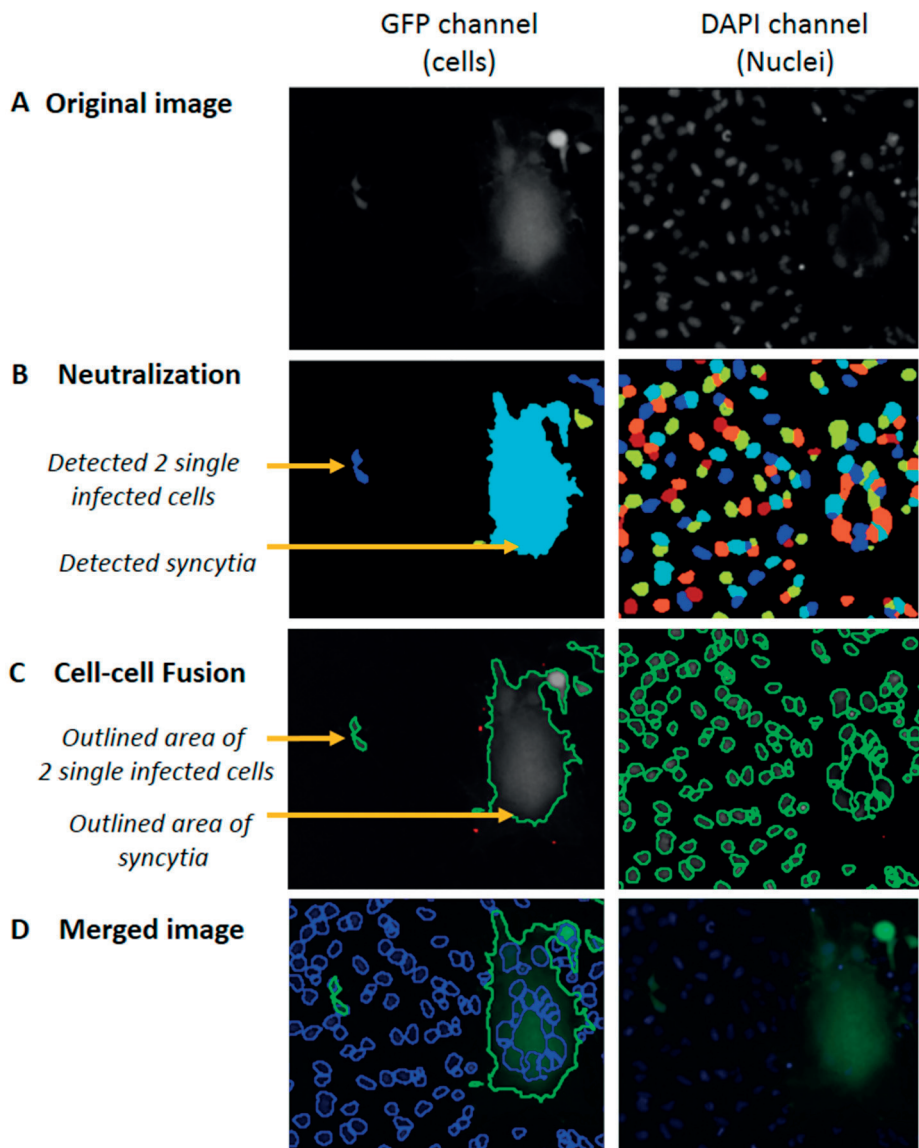 GFP channel
(cells)
DAPI channel
(Nuclei)
A Original image
B Neutralization
Detected 2 single
infected cells
Detected syncytia
C Cell-cell Fusion
Outlined area of
2 single infected cells
Outlined area of
syncytia
D Merged image